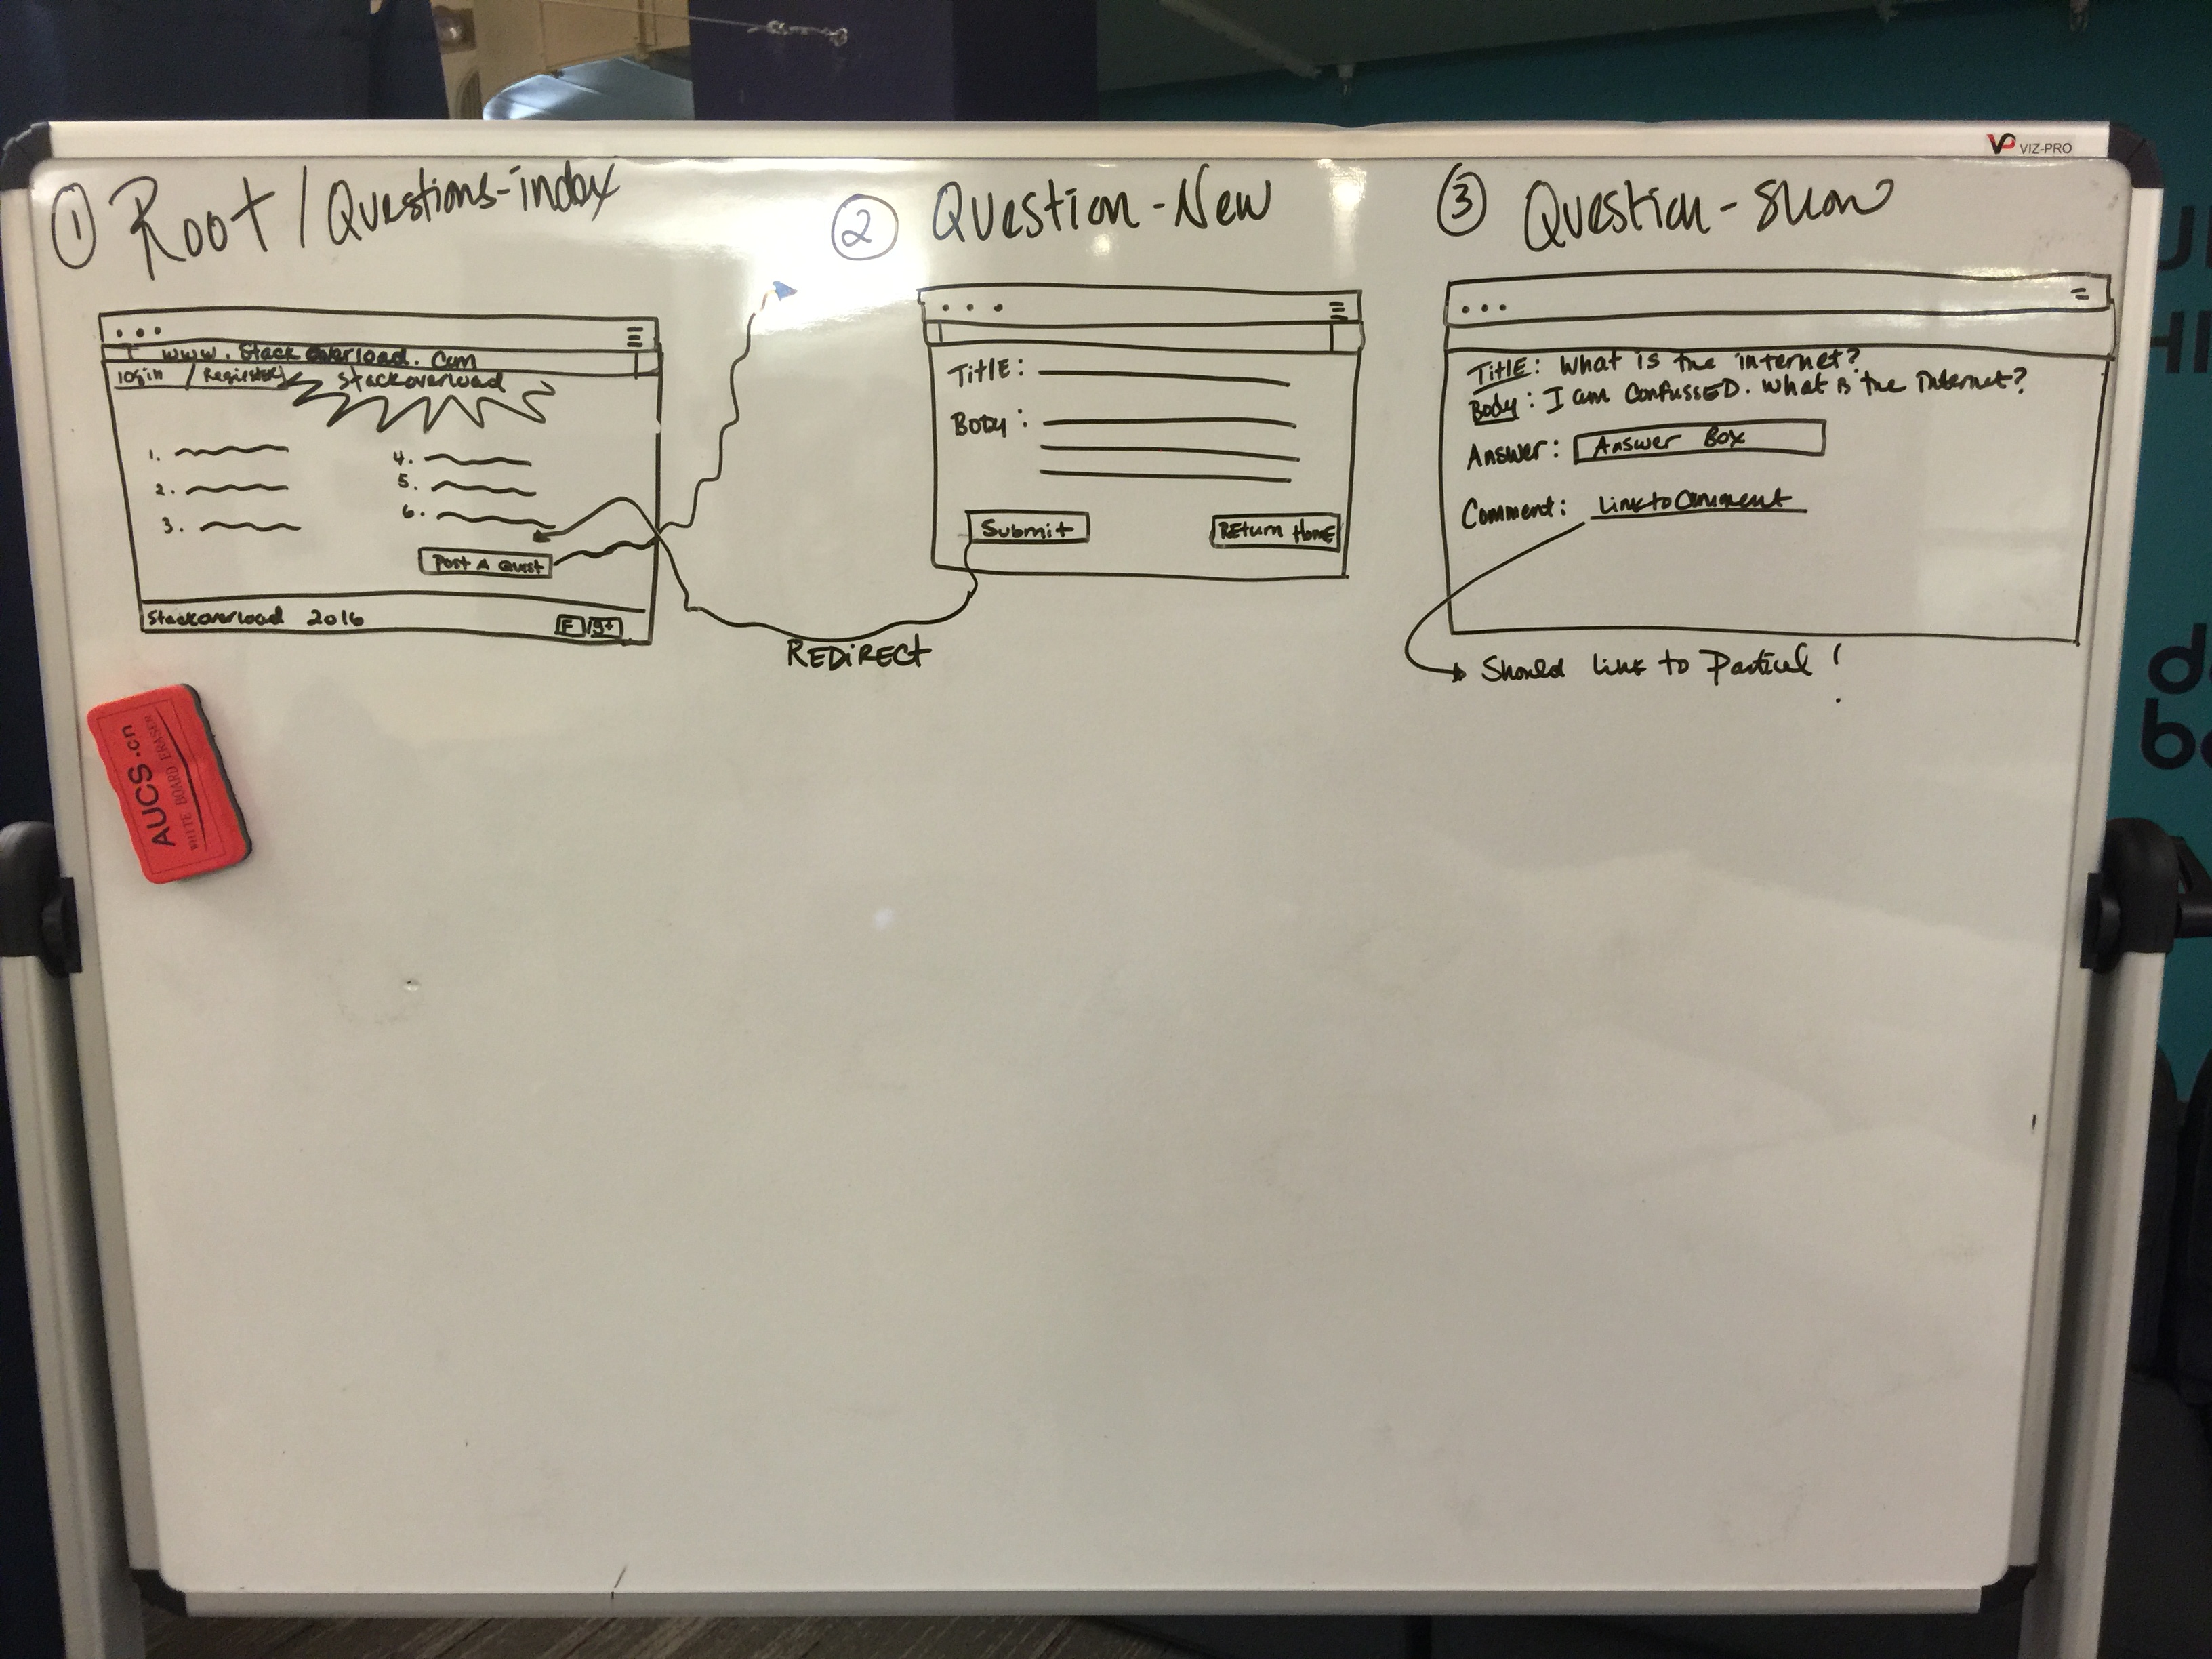 VP VIZ-PRO
① Root / Questions-index
www.Stackoverload.com
login / Register
Stackoverload
1.
2.
3.
4.
5.
6.
Post A Quest
Stackoverload 2016
F / g+
REDIRECT
② Question-New
TITLE:
BODY:
Submit
RETURN HOME
③ Question-Show
TITLE: What is the internet?
Body: I am ConfussED. What is the Internet?
Answer: Answer Box
Comment: Link to Comment
Should link to Partial!
AUCS.cn
WHITE BOARD ERASER